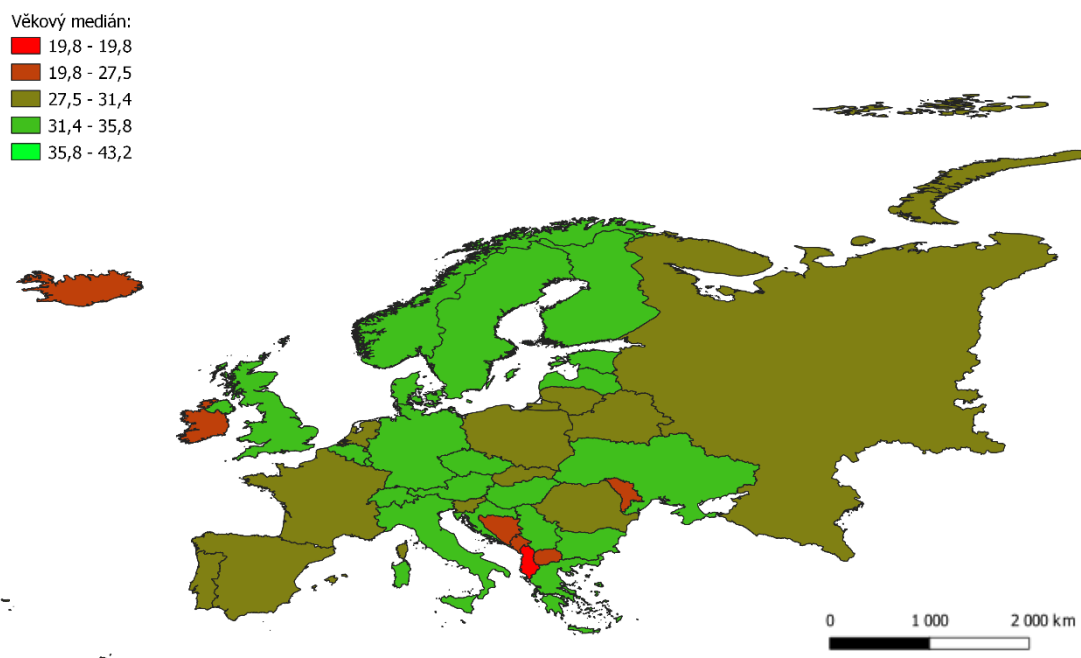 Věkový medián:
19,8 - 19,8
19,8 - 27,5
27,5 - 31,4
31,4 - 35,8
35,8 - 43,2
0 1 000 2 000 km